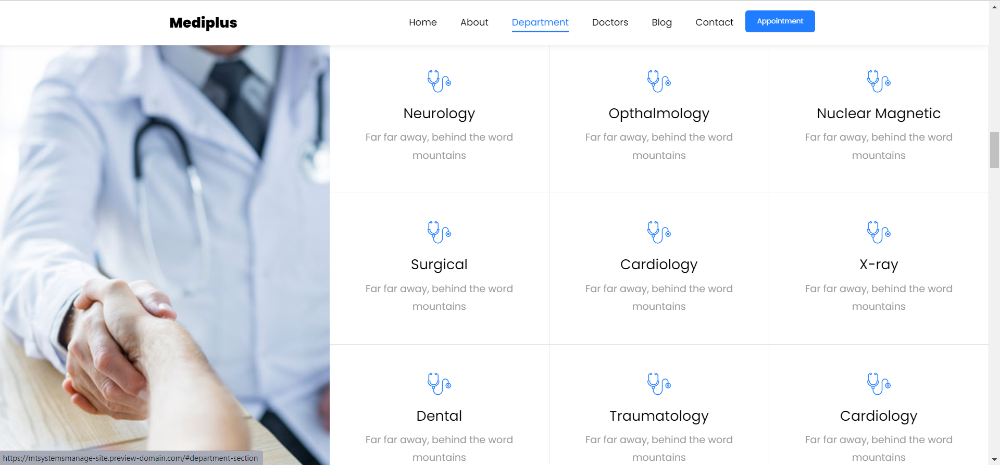 Mediplus
Home About Department Doctors Blog Contact Appointment
Neurology
Far far away, behind the word
mountains
Opthalmology
Far far away, behind the word
mountains
Nuclear Magnetic
Far far away, behind the word
mountains
Surgical
Far far away, behind the word
mountains
Cardiology
Far far away, behind the word
mountains
X-ray
Far far away, behind the word
mountains
Dental
Far far away, behind the word
mountains
Traumatology
Far far away, behind the word
mountains
Cardiology
Far far away, behind the word
mountains
https://mtsystemsmanage-site.preview-domain.com/#department-section